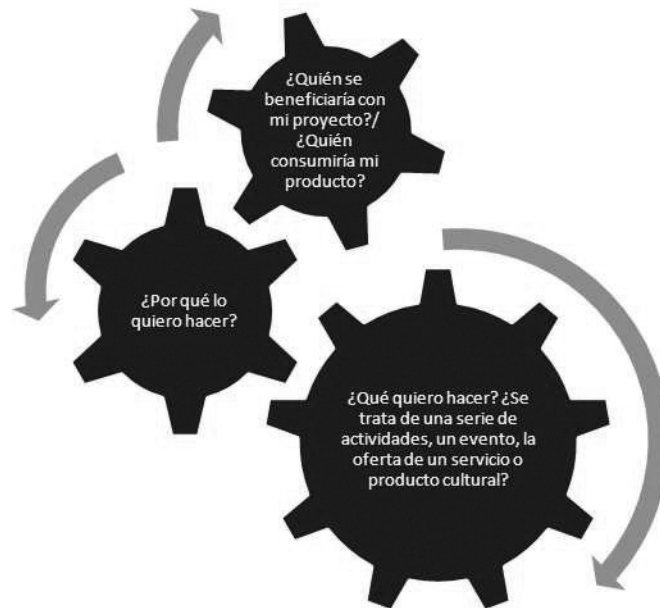 ¿Quién se
beneficiaría con
mi proyecto?/
¿Quién
consumiría mi
producto?
¿Por qué lo
quiero hacer?
¿Qué quiero hacer? ¿Se
trata de una serie de
actividades, un evento, la
oferta de un servicio o
producto cultural?